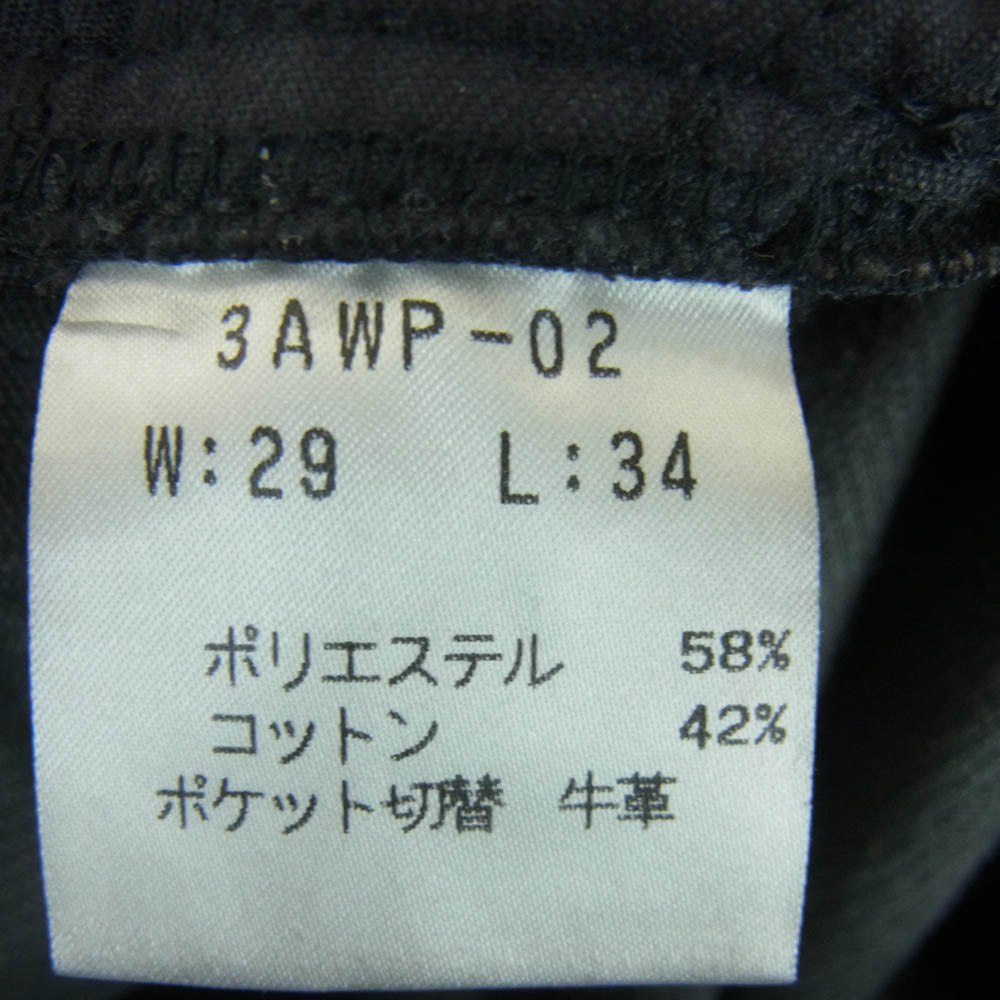 3AWP-02
W:29 L:34
ポリエステル 58%
コットン 42%
ポケット切替 牛革